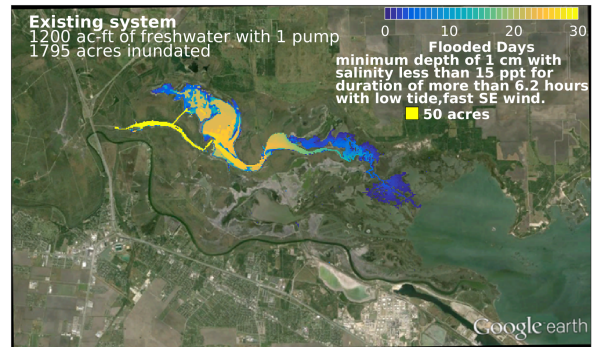 Existing system
1200 ac-ft of freshwater with 1 pump
1795 acres inundated
0 10 20 30
Flooded Days
minimum depth of 1 cm with
salinity less than 15 ppt for
duration of more than 6.2 hours
with low tide,fast SE wind.
50 acres
Google earth